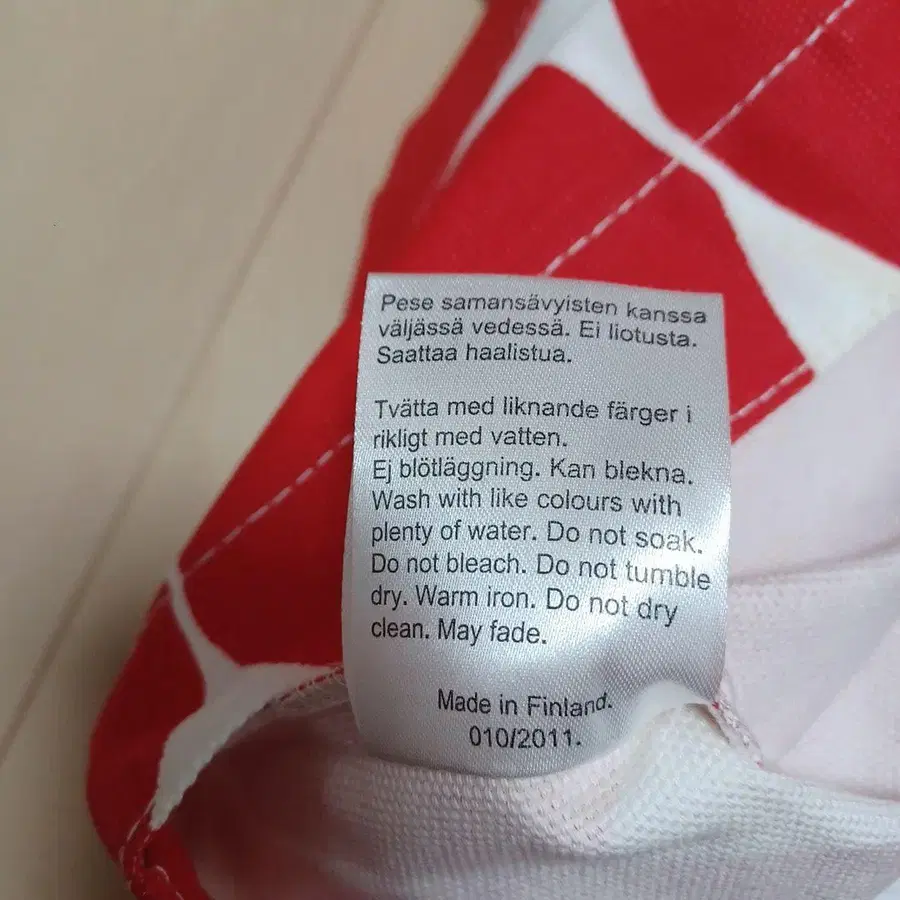 Pese samansävyisten kanssa
väljässä vedessä. Ei liotusta.
Saattaa haalistua.
Tvätta med liknande färger i
rikligt med vatten.
Ej blötläggning. Kan blekna.
Wash with like colours with
plenty of water. Do not soak.
Do not bleach. Do not tumble
dry. Warm iron. Do not dry
clean. May fade.
Made in Finland.
010/2011.